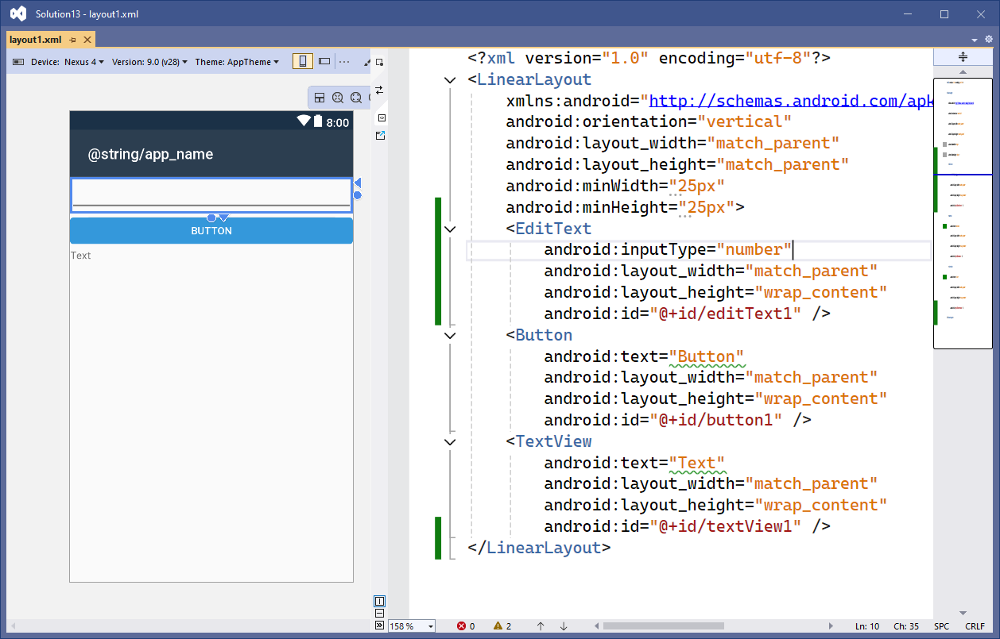 Solution13 - layout1.xml
layout1.xml
Device: Nexus 4 Version: 9.0 (v28) Theme: AppTheme
8:00
@string/app_name
BUTTON
Text
<?xml version="1.0" encoding="utf-8"?>
<LinearLayout
xmlns:android="http://schemas.android.com/apk
android:orientation="vertical"
android:layout_width="match_parent"
android:layout_height="match_parent"
android:minWidth="25px"
android:minHeight="25px">
<EditText
android:inputType="number"
android:layout_width="match_parent"
android:layout_height="wrap_content"
android:id="@+id/editText1" />
<Button
android:text="Button"
android:layout_width="match_parent"
android:layout_height="wrap_content"
android:id="@+id/button1" />
<TextView
android:text="Text"
android:layout_width="match_parent"
android:layout_height="wrap_content"
android:id="@+id/textView1" />
</LinearLayout>
158 % 0 2 Ln: 10 Ch: 35 SPC CRLF